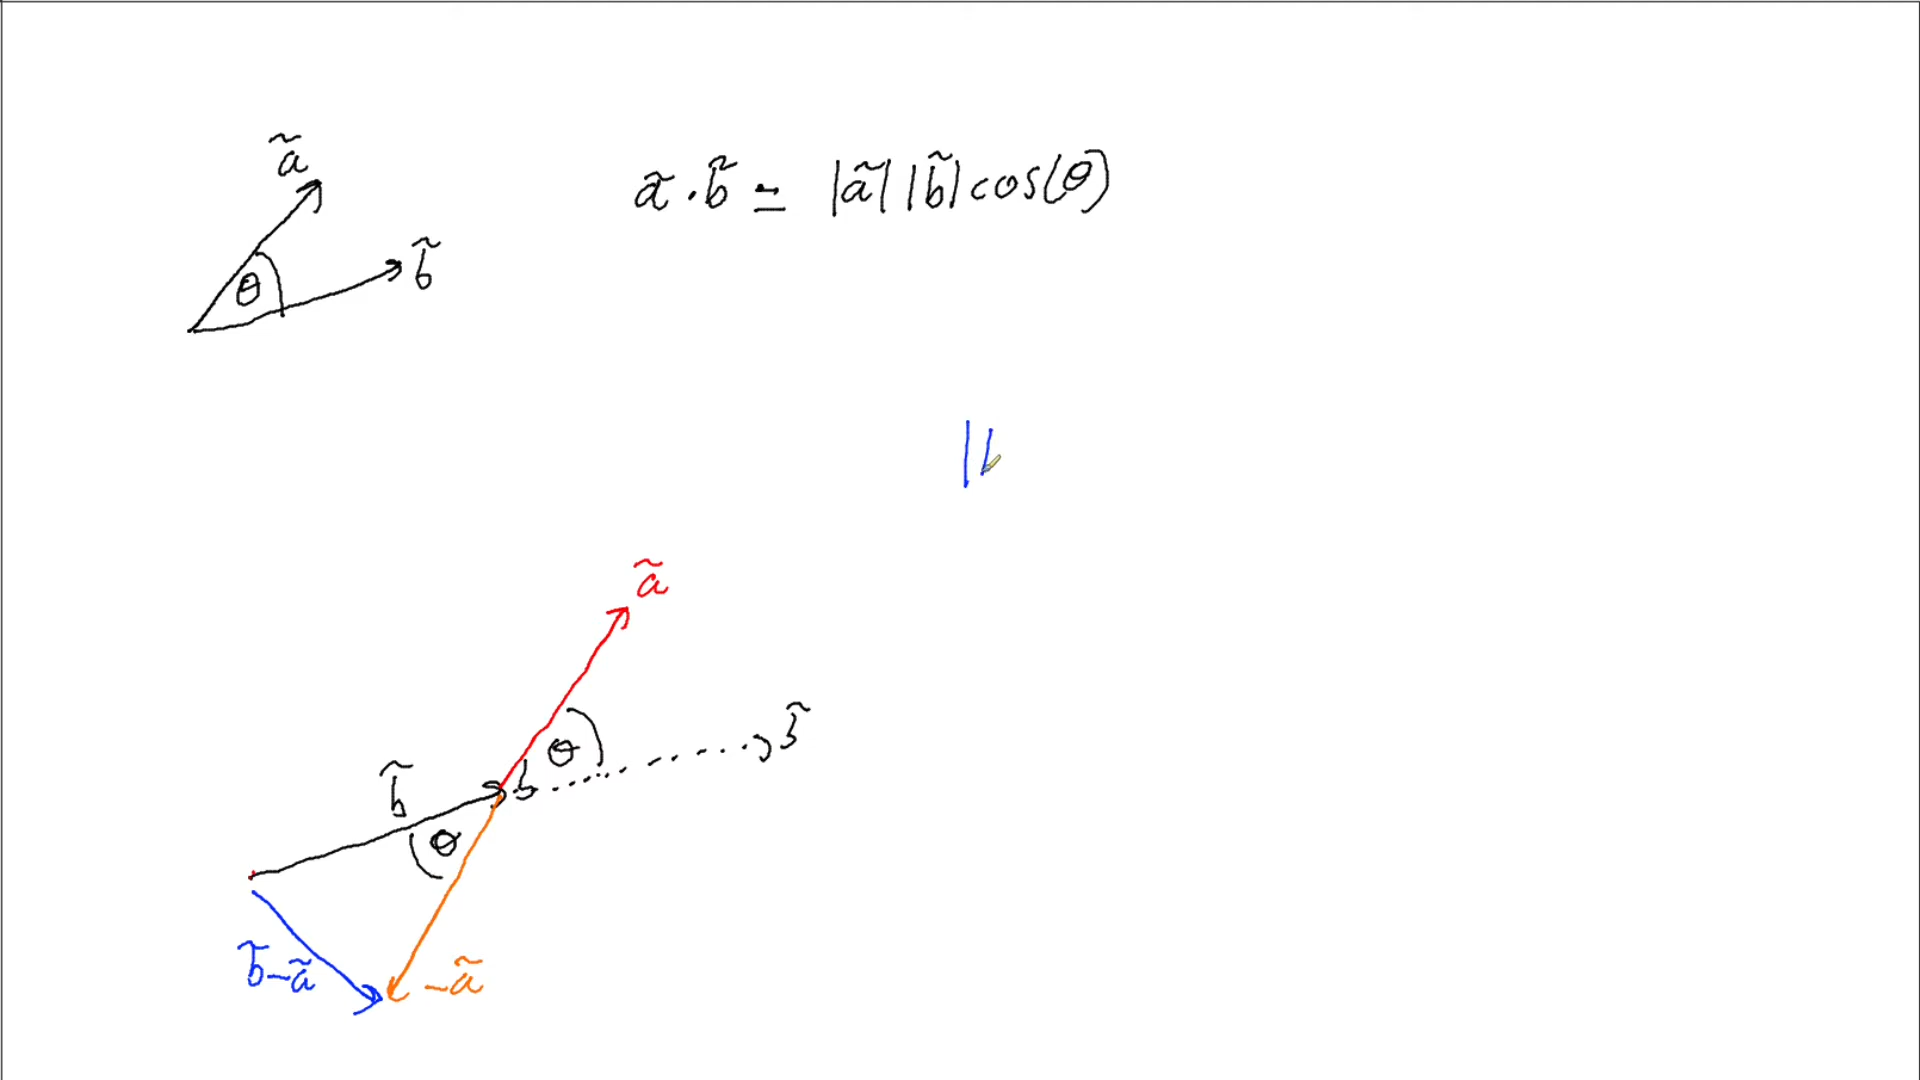 ã
ã · b̃ = |ã| |b̃| cos(θ)
b̃
θ
|b
ã
b̃
θ
b̃
θ
b̃ – ã
– ã